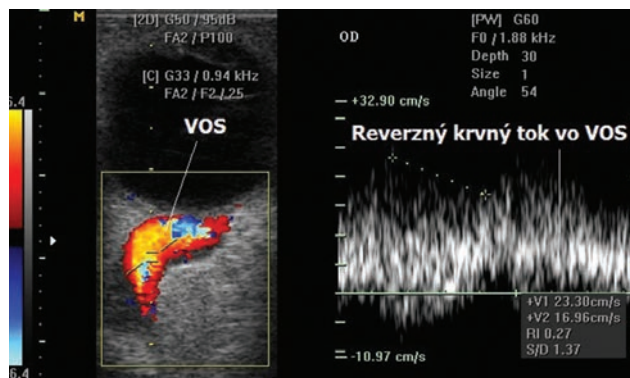 M
[2D] G50 / 95dB
FA2 / P100
[C] G33 / 0.94 kHz
FA2 / F2 / .25
VOS
6.4
6.4
OD
[PW] G60
F0 / 1.88 kHz
Depth 30
Size 1
Angle 54
+32.90 cm/s
Reverzný krvný tok vo VOS
+V1 23.30cm/s
+V2 16.96cm/s
RI 0.27
S/D 1.37
-10.97 cm/s